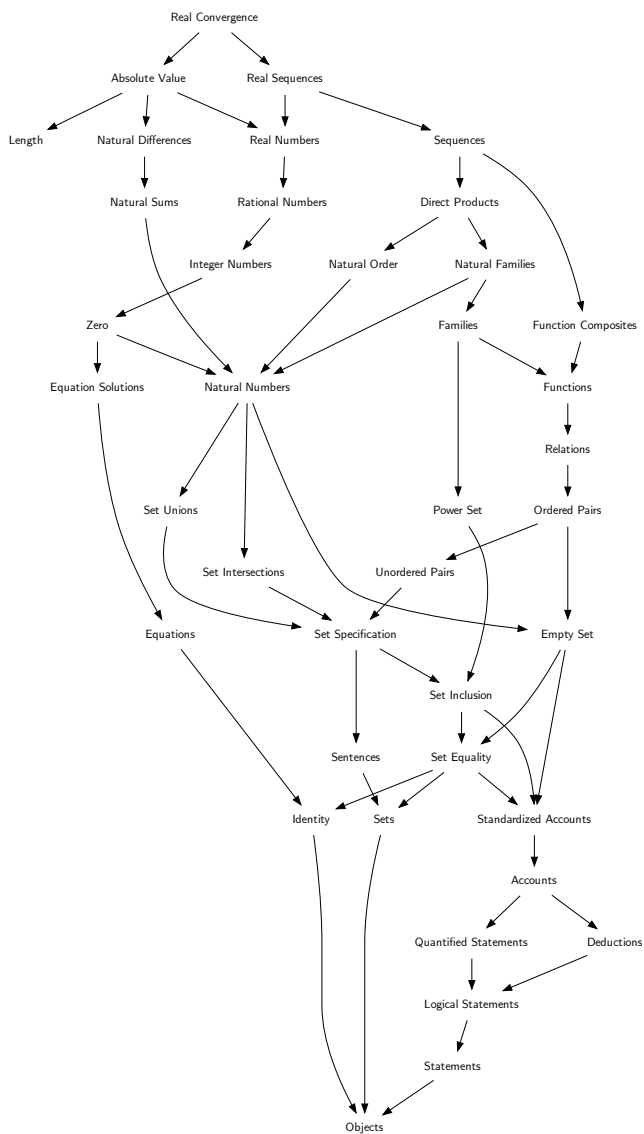 Real Convergence
Absolute Value
Real Sequences
Length
Natural Differences
Real Numbers
Sequences
Natural Sums
Rational Numbers
Direct Products
Integer Numbers
Natural Order
Natural Families
Zero
Families
Function Composites
Equation Solutions
Natural Numbers
Functions
Relations
Set Unions
Power Set
Ordered Pairs
Set Intersections
Unordered Pairs
Equations
Set Specification
Empty Set
Set Inclusion
Sentences
Set Equality
Identity
Sets
Standardized Accounts
Accounts
Quantified Statements
Deductions
Logical Statements
Statements
Objects